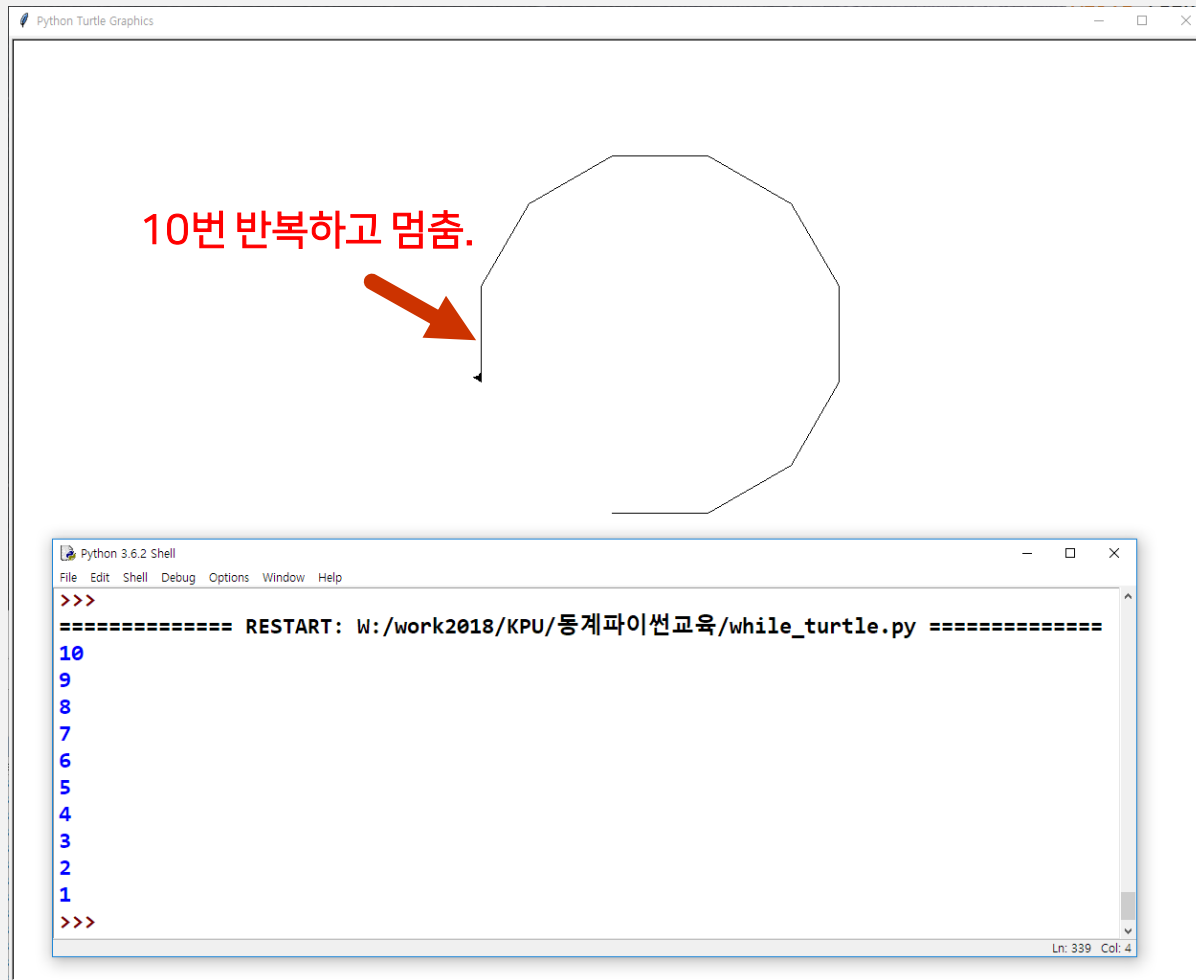 Python Turtle Graphics
10번 반복하고 멈춤.
Python 3.6.2 Shell
File Edit Shell Debug Options Window Help
>>>
============== RESTART: W:/work2018/KPU/통계파이썬교육/while_turtle.py ==============
10
9
8
7
6
5
4
3
2
1
>>>
Ln: 339 Col: 4